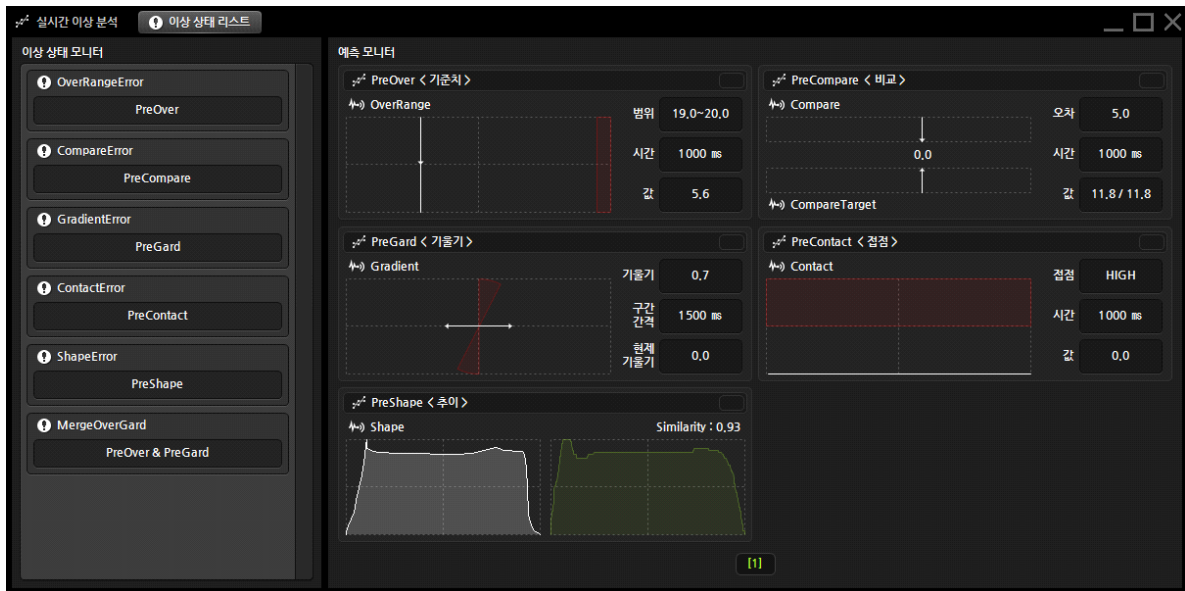 실시간 이상 분석
이상 상태 리스트
이상 상태 모니터
OverRangeError
PreOver
CompareError
PreCompare
GradientError
PreGard
ContactError
PreContact
ShapeError
PreShape
MergeOverGard
PreOver & PreGard
예측 모니터
PreOver < 기준치 >
OverRange
범위 19.0~20.0
시간 1000 ms
값 5.6
PreCompare < 비교 >
Compare
0.0
CompareTarget
오차 5.0
시간 1000 ms
값 11.8 / 11.8
PreGard < 기울기 >
Gradient
기울기 0.7
구간
간격 1500 ms
현제
기울기 0.0
PreContact < 접점 >
Contact
접점 HIGH
시간 1000 ms
값 0.0
PreShape < 추이 >
Shape
Similarity : 0.93
[1]